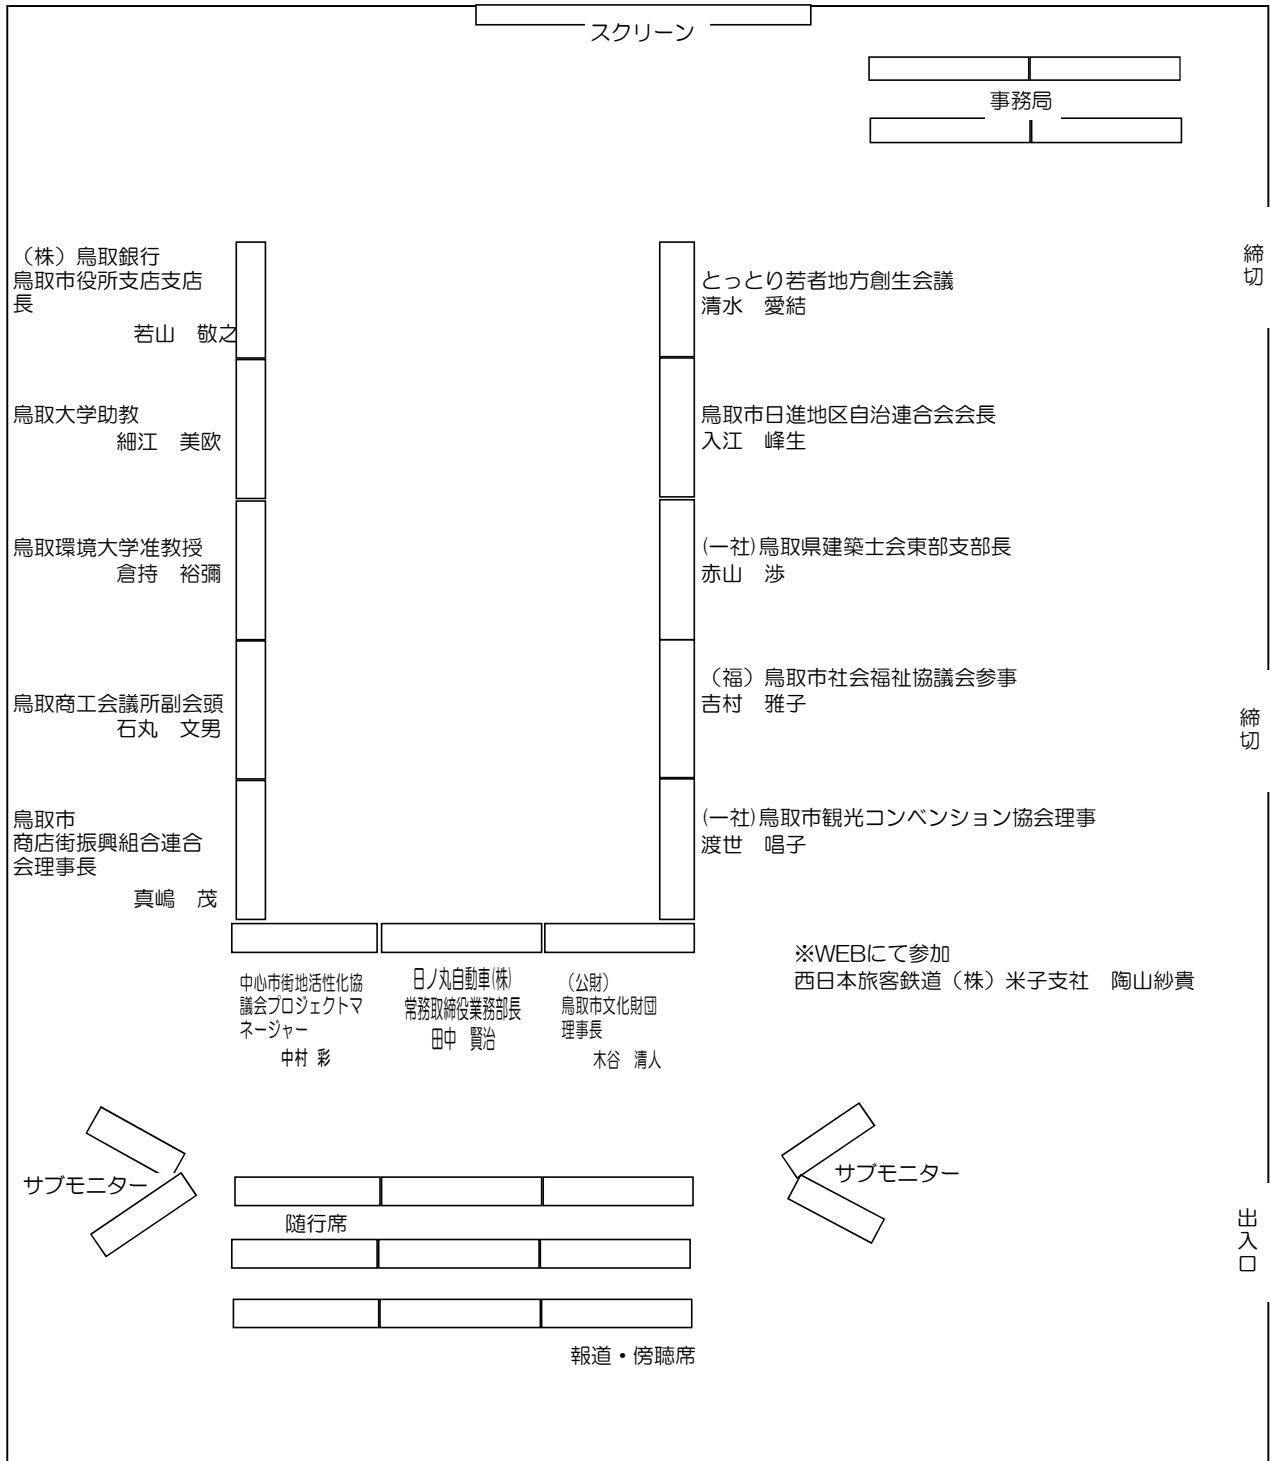 スクリーン
事務局
締切
（株）鳥取銀行
鳥取市役所支店支店
長
若山　敬之
とっとり若者地方創生会議
清水　愛結
鳥取大学助教
細江　美欧
鳥取市日進地区自治連合会会長
入江　峰生
鳥取環境大学准教授
倉持　裕彌
(一社)鳥取県建築士会東部支部長
赤山　渉
鳥取商工会議所副会頭
石丸　文男
（福）鳥取市社会福祉協議会参事
吉村　雅子
締切
鳥取市
商店街振興組合連合
会理事長
真嶋　茂
(一社)鳥取市観光コンベンション協会理事
渡世　唱子
中心市街地活性化協
議会プロジェクトマ
ネージャー
中村 彩
日ノ丸自動車(株)
常務取締役業務部長
田中　賢治
（公財）
鳥取市文化財団
理事長
木谷　清人
※WEBにて参加
西日本旅客鉄道（株）米子支社　陶山紗貴
サブモニター
サブモニター
随行席
出入口
報道・傍聴席